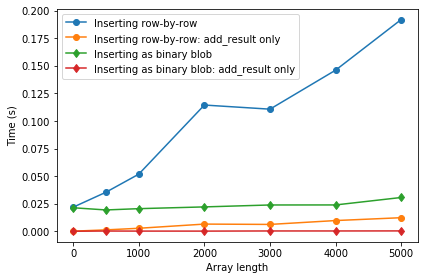 0.200
0.175
0.150
0.125
0.100
0.075
0.050
0.025
0.000
Time (s)
Inserting row-by-row
Inserting row-by-row: add_result only
Inserting as binary blob
Inserting as binary blob: add_result only
0 1000 2000 3000 4000 5000
Array length